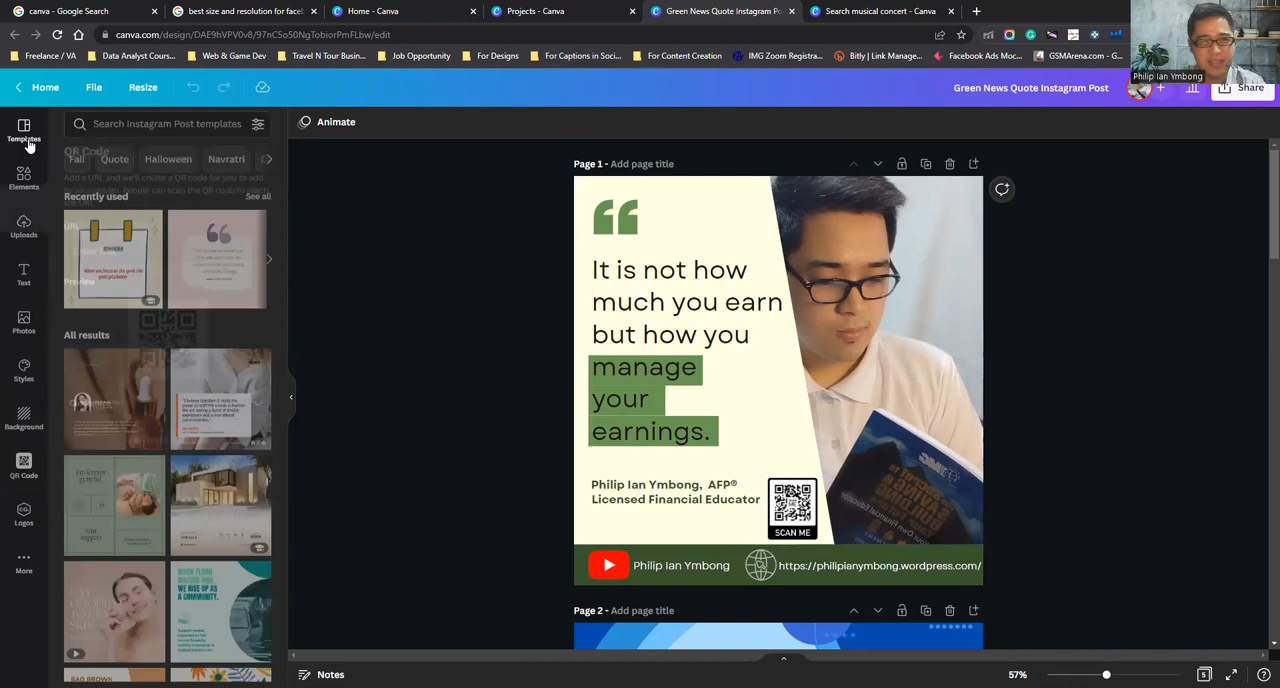 canva - Google Search
best size and resolution for face
Home - Canva
Projects - Canva
Green News Quote Instagram Po
Search musical concert - Canva
canva.com/design/DAE9hVPV0v8/97nC5o50NgTobiorPmFLbw/edit
Freelance / VA
Data Analyst Cours...
Web & Game Dev
Travel N Tourism...
Job Opportunity
For Designs
For Captions in Soci...
For Content Creation
IMG Zoom Registra...
Bitly | Link Manage...
Facebook Ads Moc...
GSMArena.com - G...
Philip Ian Ymbong
Home
File
Resize
Green News Quote Instagram Post
Share
Templates
Elements
Uploads
Text
Photos
Styles
Background
QR Code
Logos
More
Search Instagram Post templates
QR Code
Fall
Quote
Halloween
Navratri
Recently used
See all
URL
Preview
All results
Animate
Page 1 - Add page title
It is not how
much you earn
but how you
manage
your
earnings.
Philip Ian Ymbong, AFP®
Licensed Financial Educator
SCAN ME
Philip Ian Ymbong
https://philipianymbong.wordpress.com/
Page 2 - Add page title
Notes
57%
5